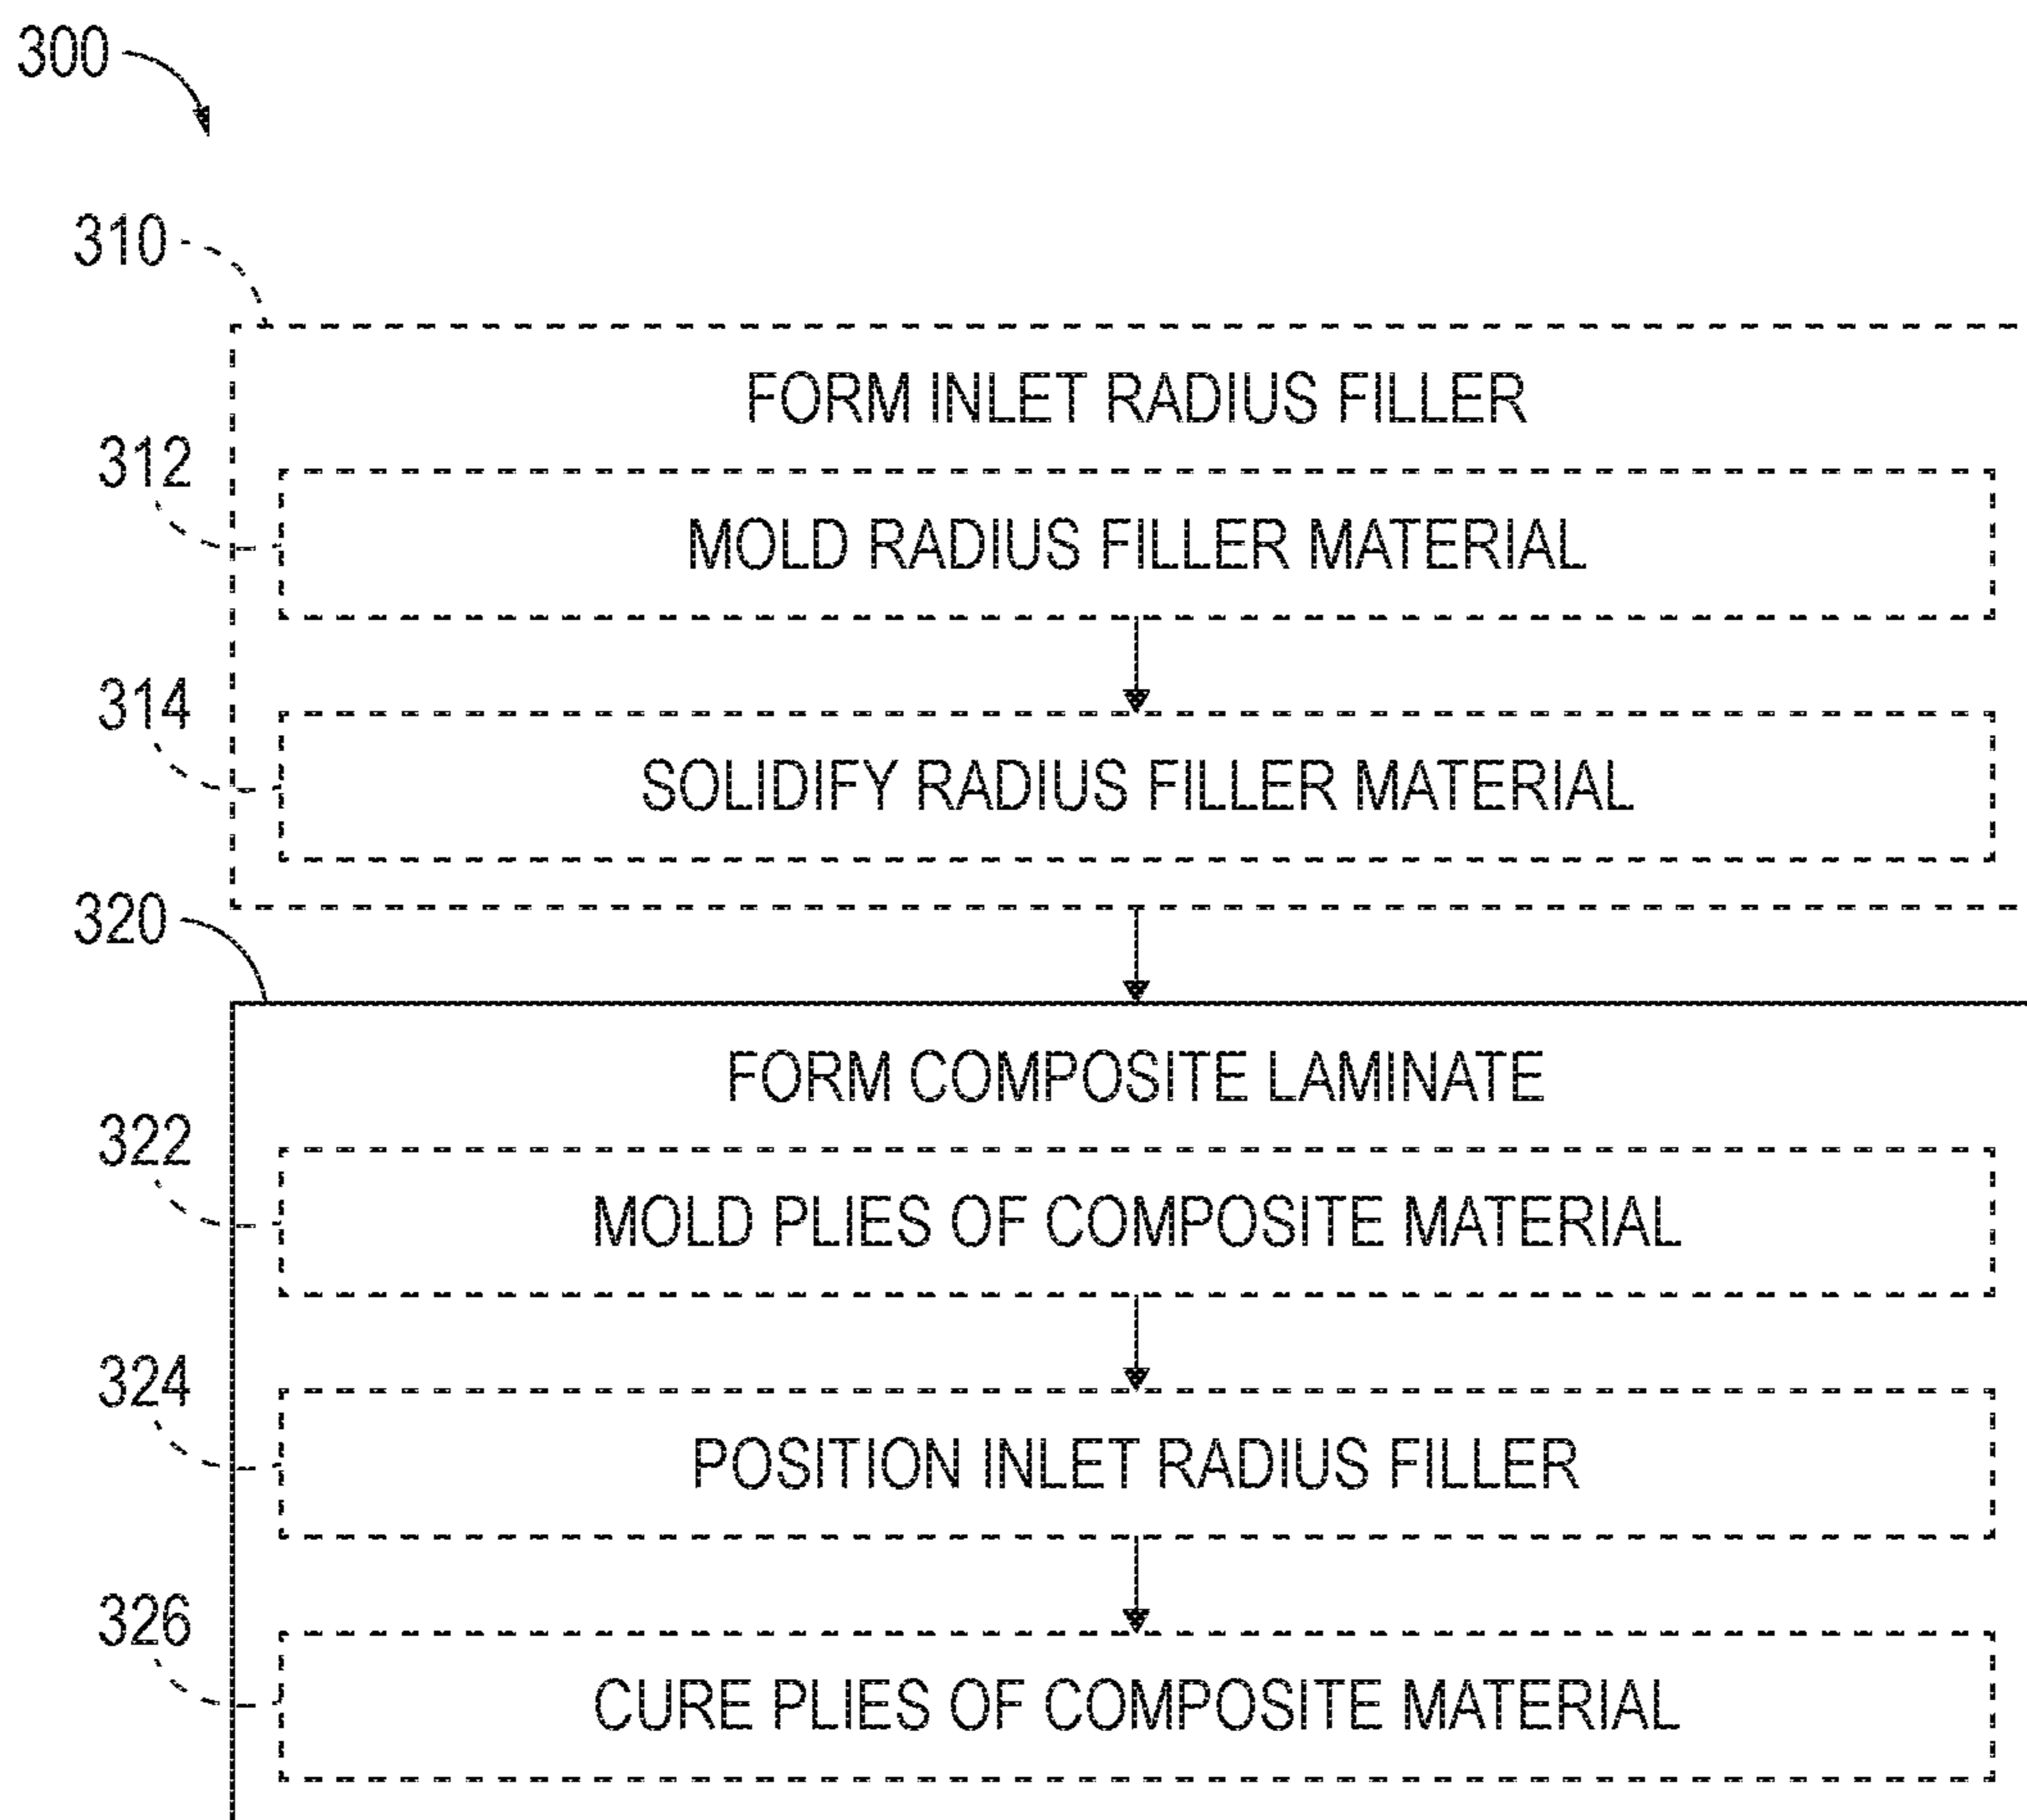 300
310
FORM INLET RADIUS FILLER
312
MOLD RADIUS FILLER MATERIAL
314
SOLIDIFY RADIUS FILLER MATERIAL
320
FORM COMPOSITE LAMINATE
322
MOLD PLIES OF COMPOSITE MATERIAL
324
POSITION INLET RADIUS FILLER
326
CURE PLIES OF COMPOSITE MATERIAL